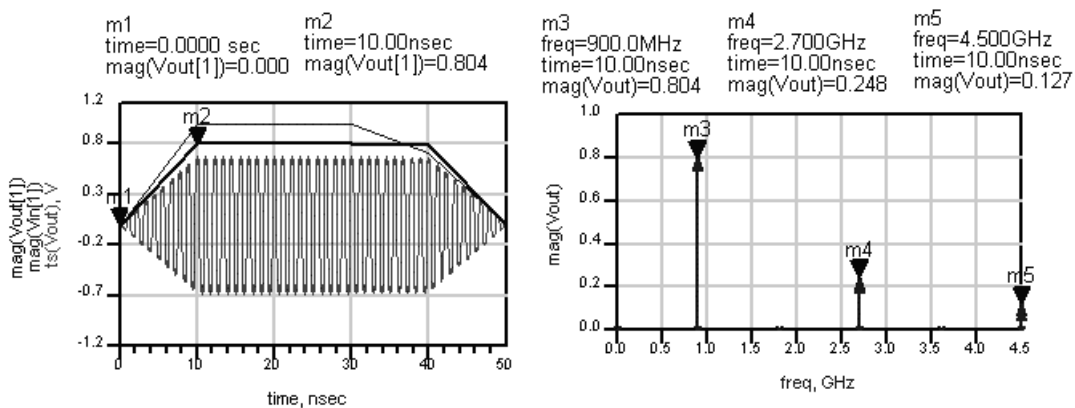 m1
time=0.0000 sec
mag(Vout[1])=0.000
m2
time=10.00nsec
mag(Vout[1])=0.804
mag(Vout[1])
mag(Vin[1])
ts(Vout), V
1.2
0.8
0.3
-0.2
-0.7
-1.2
m1
m2
0
10
20
30
40
50
time, nsec
m3
freq=900.0MHz
time=10.00nsec
mag(Vout)=0.804
m4
freq=2.700GHz
time=10.00nsec
mag(Vout)=0.248
m5
freq=4.500GHz
time=10.00nsec
mag(Vout)=0.127
mag(Vout)
1.0
0.8
0.6
0.4
0.2
0.0
m3
m4
m5
0.0
0.5
1.0
1.5
2.0
2.5
3.0
3.5
4.0
4.5
freq, GHz